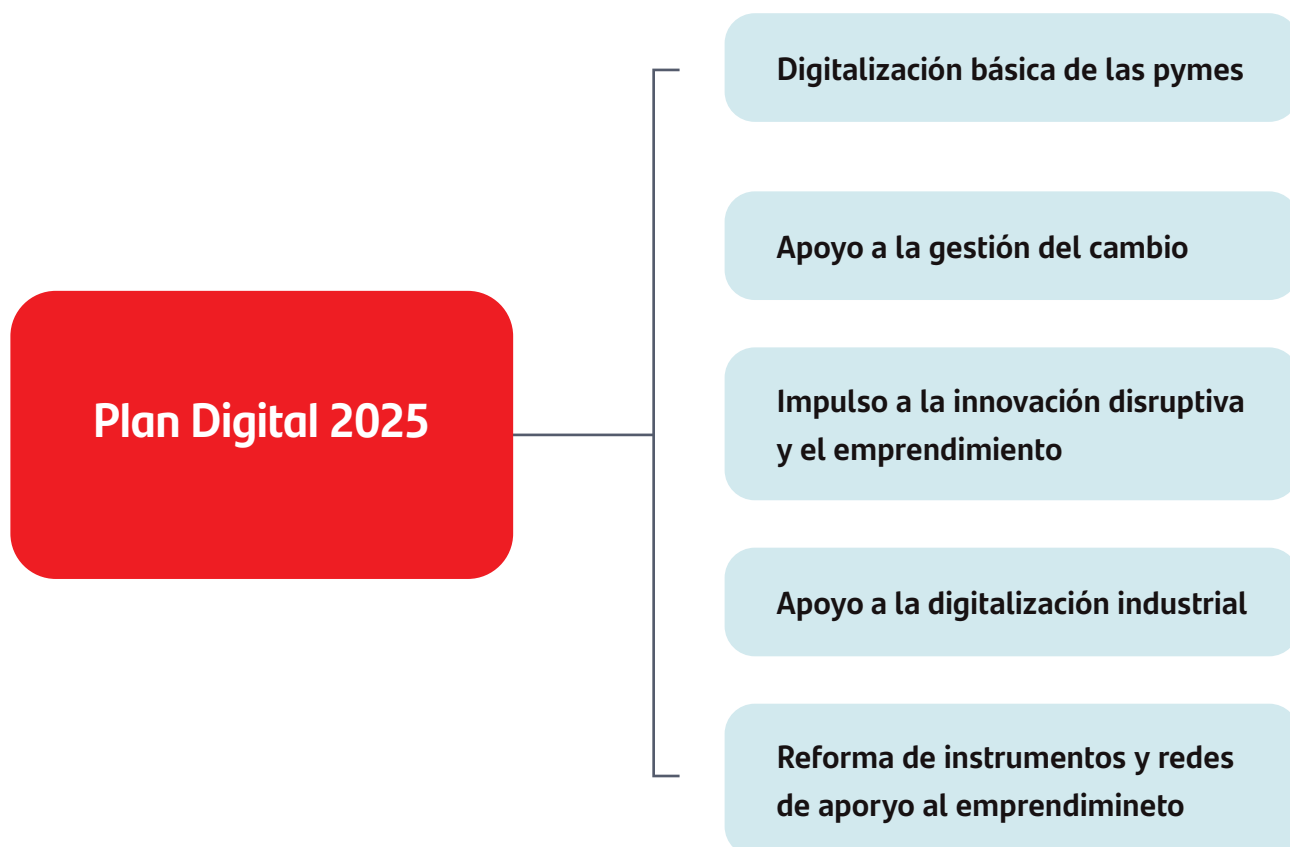 Plan Digital 2025
Digitalización básica de las pymes
Apoyo a la gestión del cambio
Impulso a la innovación disruptiva
y el emprendimiento
Apoyo a la digitalización industrial
Reforma de instrumentos y redes
de aporyo al emprendimineto